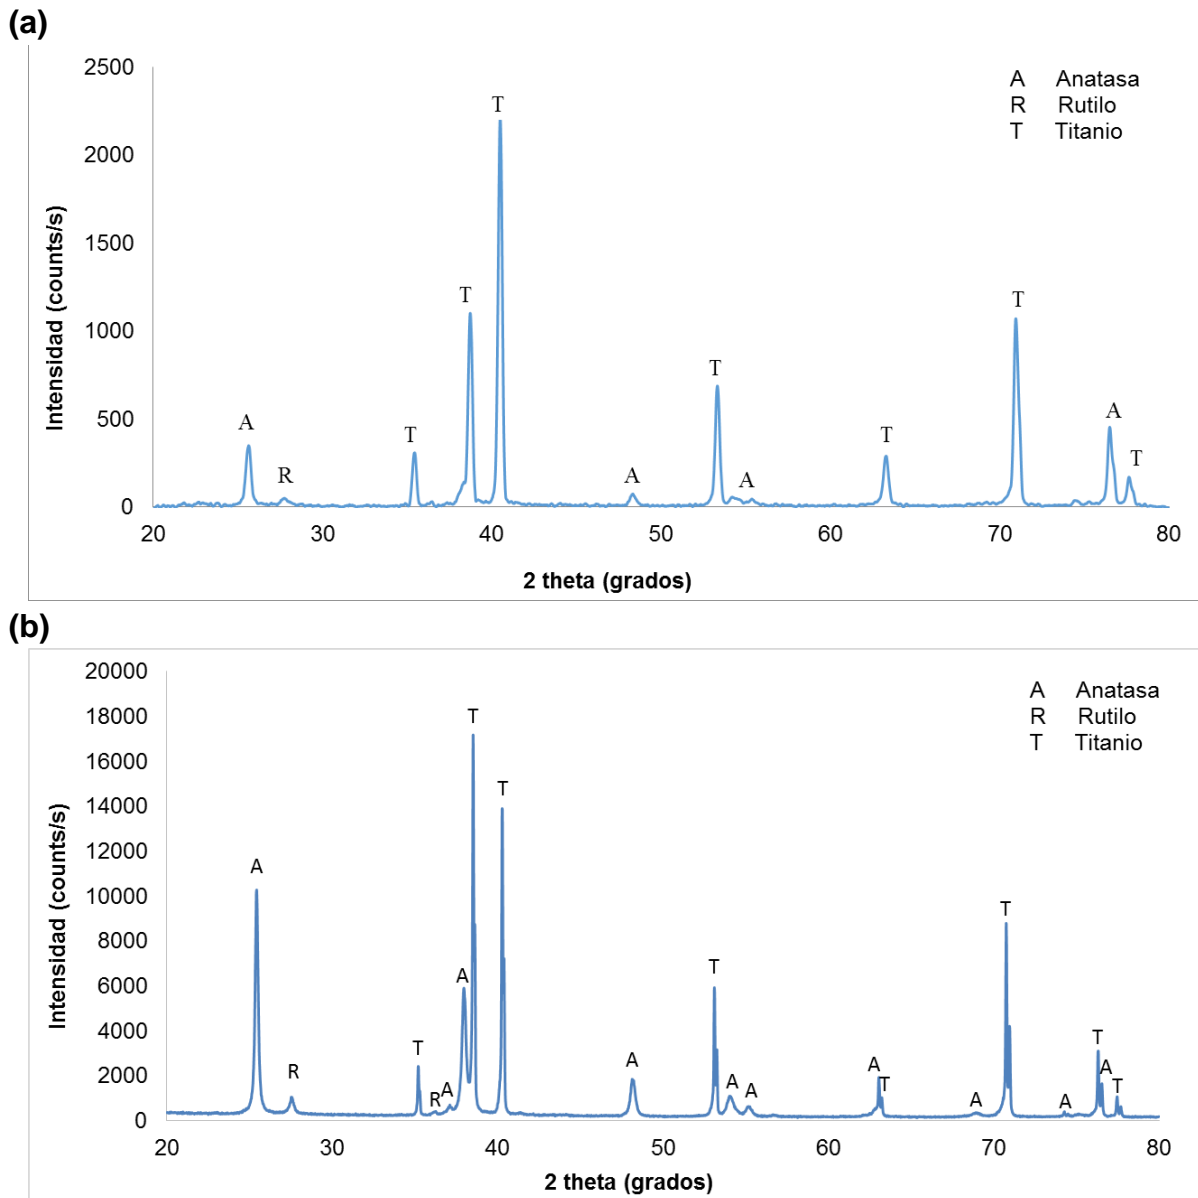 (a)
2500
2000
1500
1000
500
0
Intensidad (counts/s)
A Anatasa
R Rutilo
T Titanio
A
R
T
T
T
A
T
A
T
T
A
T
20 30 40 50 60 70 80
2 theta (grados)
(b)
20000
18000
16000
14000
12000
10000
8000
6000
4000
2000
0
Intensidad (counts/s)
A Anatasa
R Rutilo
T Titanio
A
R
T
R
A
A
T
T
A
T
A
A
A
T
A
T
A
T
A
T
20 30 40 50 60 70 80
2 theta (grados)